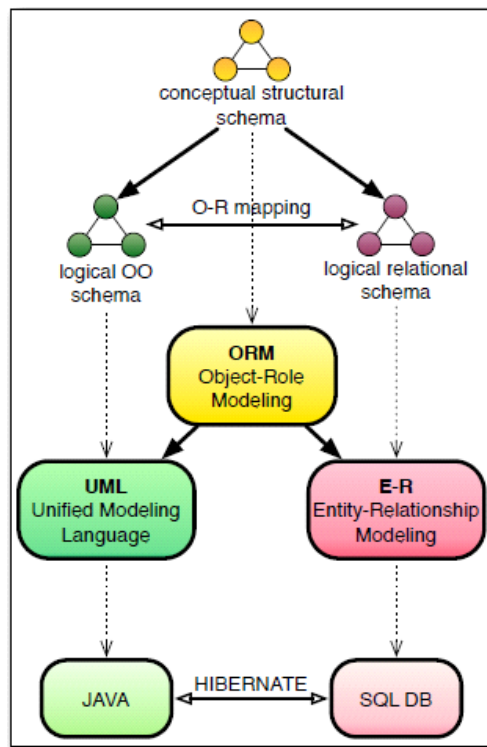 conceptual structural
schema
O-R mapping
logical OO
schema
logical relational
schema
ORM
Object-Role
Modeling
UML
Unified Modeling
Language
E-R
Entity-Relationship
Modeling
JAVA
HIBERNATE
SQL DB